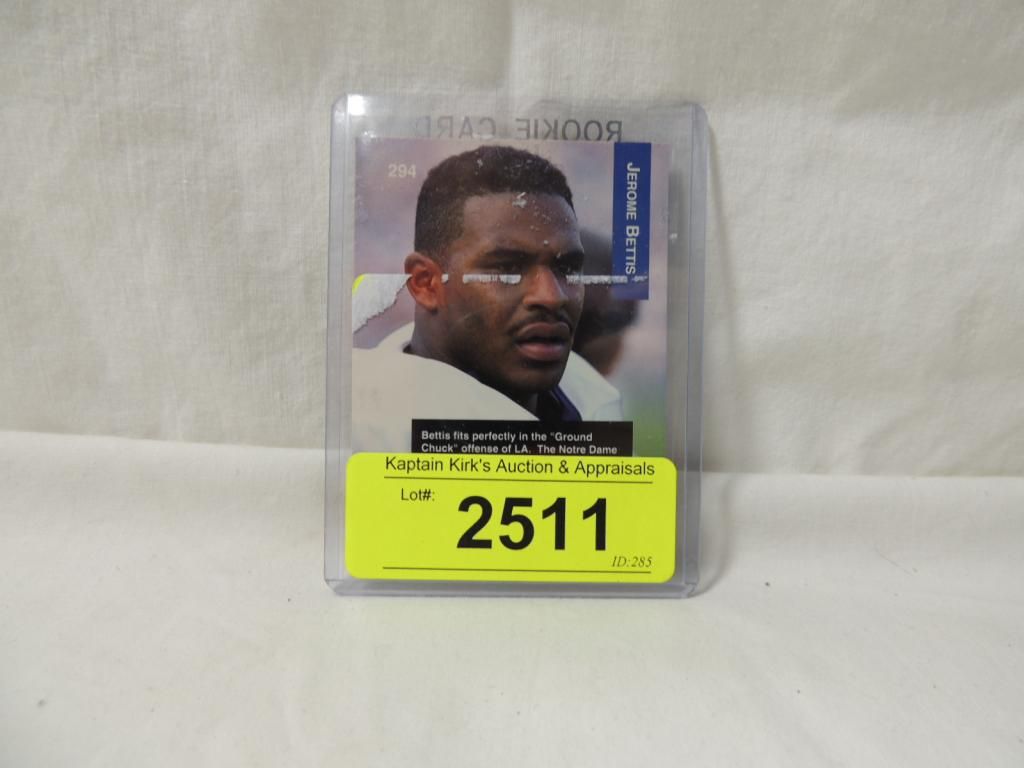 ROOKIE CARD
294
JEROME BETTIS
Bettis fits perfectly in the "Ground
Chuck" offense of LA. The Notre Dame
Kaptain Kirk's Auction & Appraisals
Lot#:
2511
ID:285